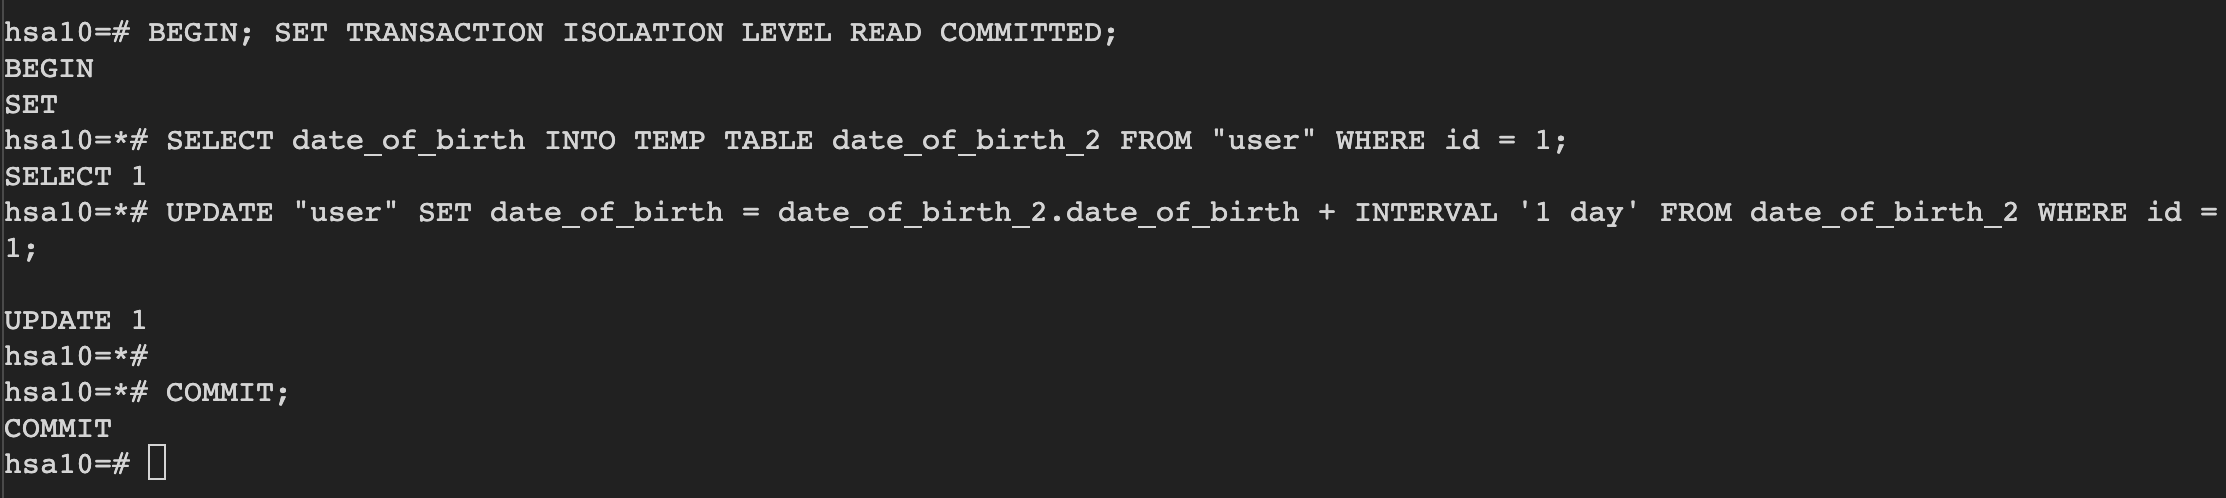 hsa10=# BEGIN; SET TRANSACTION ISOLATION LEVEL READ COMMITTED;
BEGIN
SET
hsa10=*# SELECT date_of_birth INTO TEMP TABLE date_of_birth_2 FROM "user" WHERE id = 1;
SELECT 1
hsa10=*# UPDATE "user" SET date_of_birth = date_of_birth_2.date_of_birth + INTERVAL '1 day' FROM date_of_birth_2 WHERE id =
1;
UPDATE 1
hsa10=*#
hsa10=*# COMMIT;
COMMIT
hsa10=#